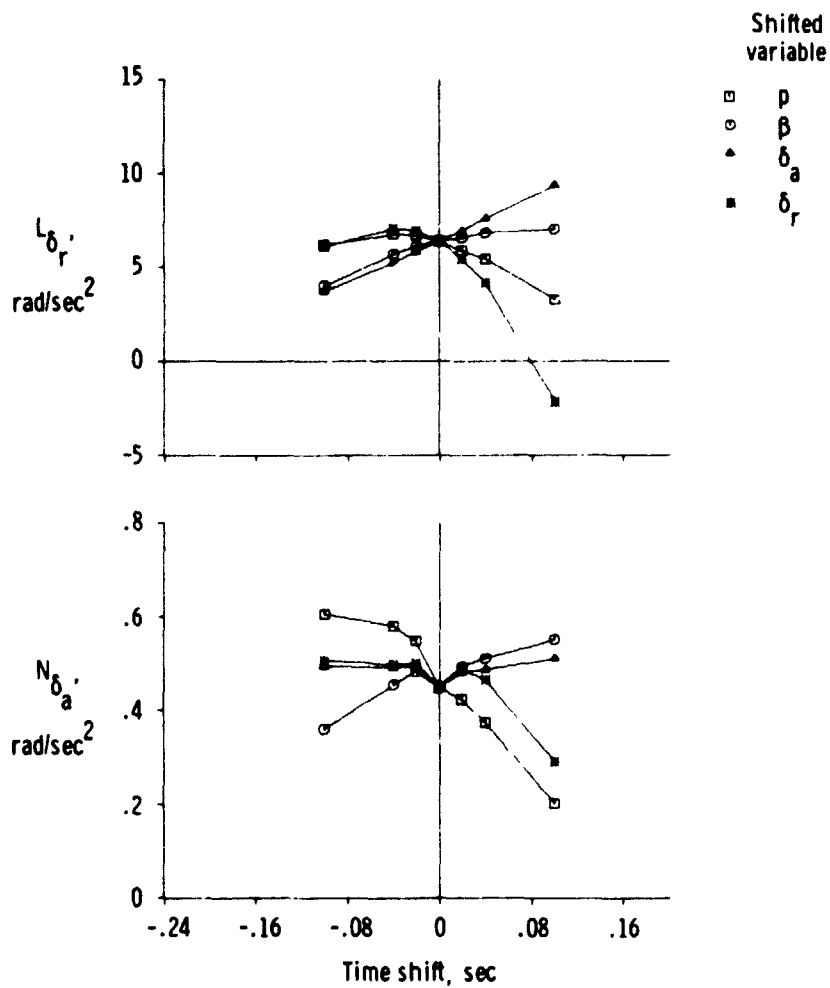 Shifted
variable
p
β
δa
δr
15
10
5
0
-5
Lδr,
rad/sec2
.8
.6
.4
.2
0
Nδa,
rad/sec2
-.24 -.16 -.08 0 .08 .16
Time shift, sec